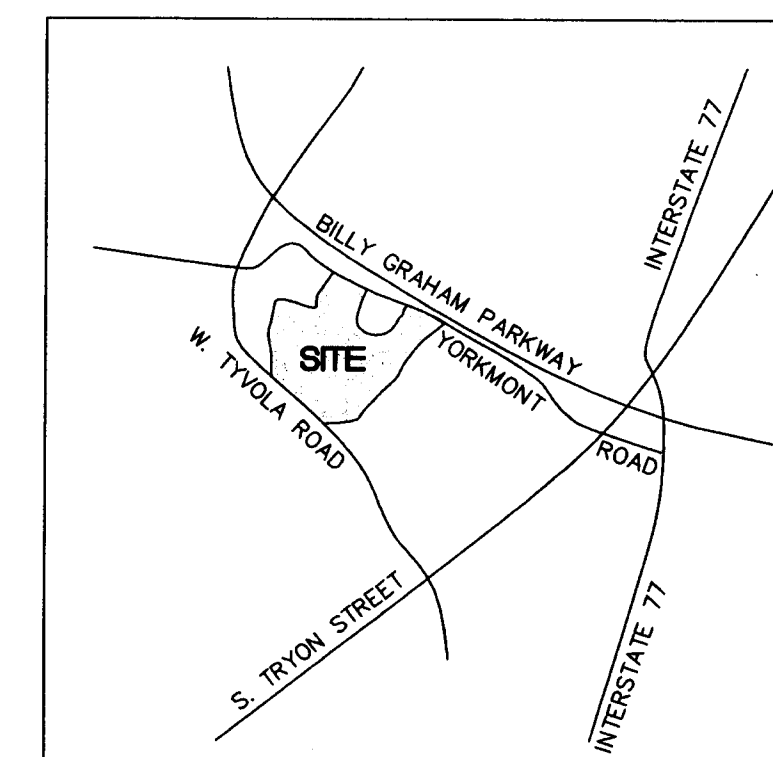 INTERSTATE 77
BILLY GRAHAM PARKWAY
YORKMONT
ROAD
SITE
W. TYVOLA ROAD
S. TRYON STREET
INTERSTATE 77